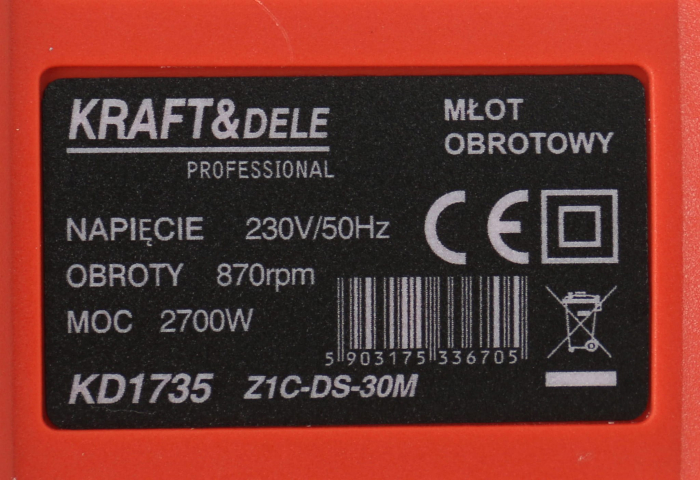 KRAFT&DELE
PROFESSIONAL
MŁOT
OBROTOWY
NAPIĘCIE 230V/50Hz
OBROTY 870rpm
MOC 2700W
CE
5 903175 336705
KD1735 Z1C-DS-30M